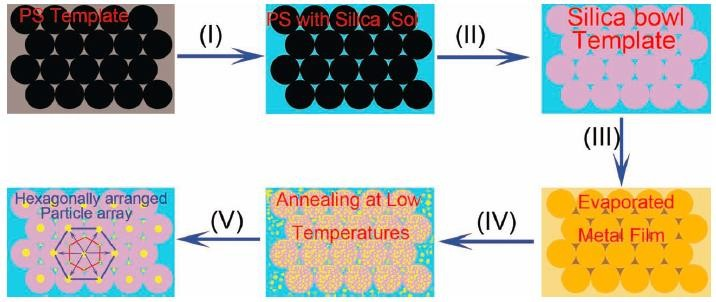 PS Template
(I)
PS with Silica Sol
(II)
Silica bowl
Template
(III)
Evaporated
Metal Film
(IV)
Annealing at Low
Temperatures
(V)
Hexagonally arranged
Particle array